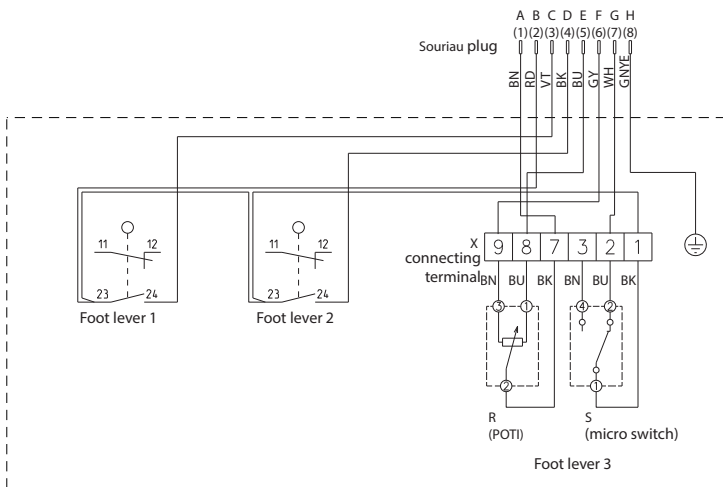 A B C D E F G H
(1) (2) (3) (4) (5) (6) (7) (8)
Souriau plug
BN RD VT BK BU GY WH GNYE
11 12
11 12
X
connecting
terminal
9 8 7 3 2 1
BN BU BK BN BU BK
23 24
23 24
Foot lever 1
Foot lever 2
3 1 4 2
2 1
R
(POTI)
S
(micro switch)
Foot lever 3